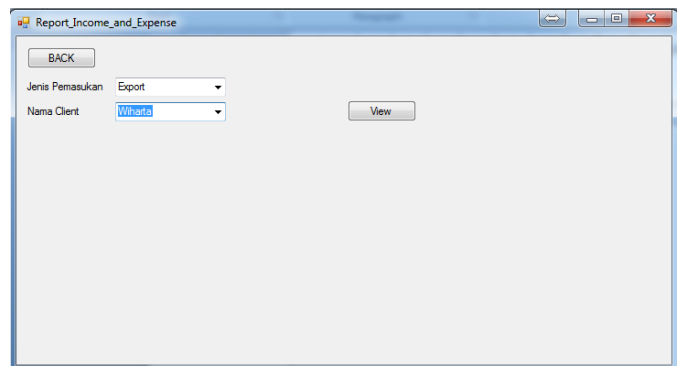 Report_Income_and_Expense
BACK
Jenis Pemasukan Export
Nama Client Wiharta View